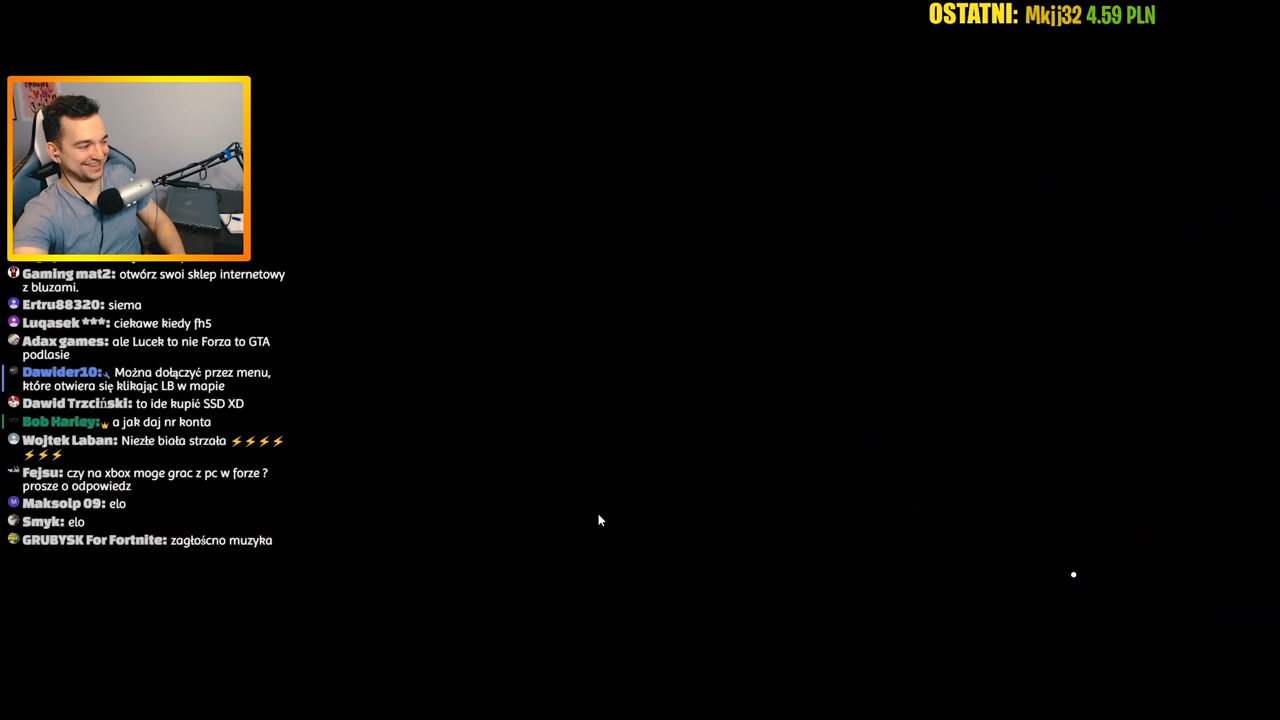 OSTATNI: Mkjj32 4.59 PLN
Gaming mat2: otwórz swoi sklep internetowy
z bluzami.
Ertru88320: siema
Luqasek ***: ciekawe kiedy fh5
Adax games: ale Lucek to nie Forza to GTA
podlasie
Dawider10: Można dołączyć przez menu,
które otwiera się klikając LB w mapie
Dawid Trzciński: to ide kupić SSD XD
Bob Harley: a jak daj nr konta
Wojtek Laban: Niezłe biała strzała ⚡⚡⚡⚡
⚡⚡⚡
Fejsu: czy na xbox moge grac z pc w forze ?
prosze o odpowiedz
Maksolp 09: elo
Smyk: elo
GRUBYSK For Fortnite: zagłoścno muzyka